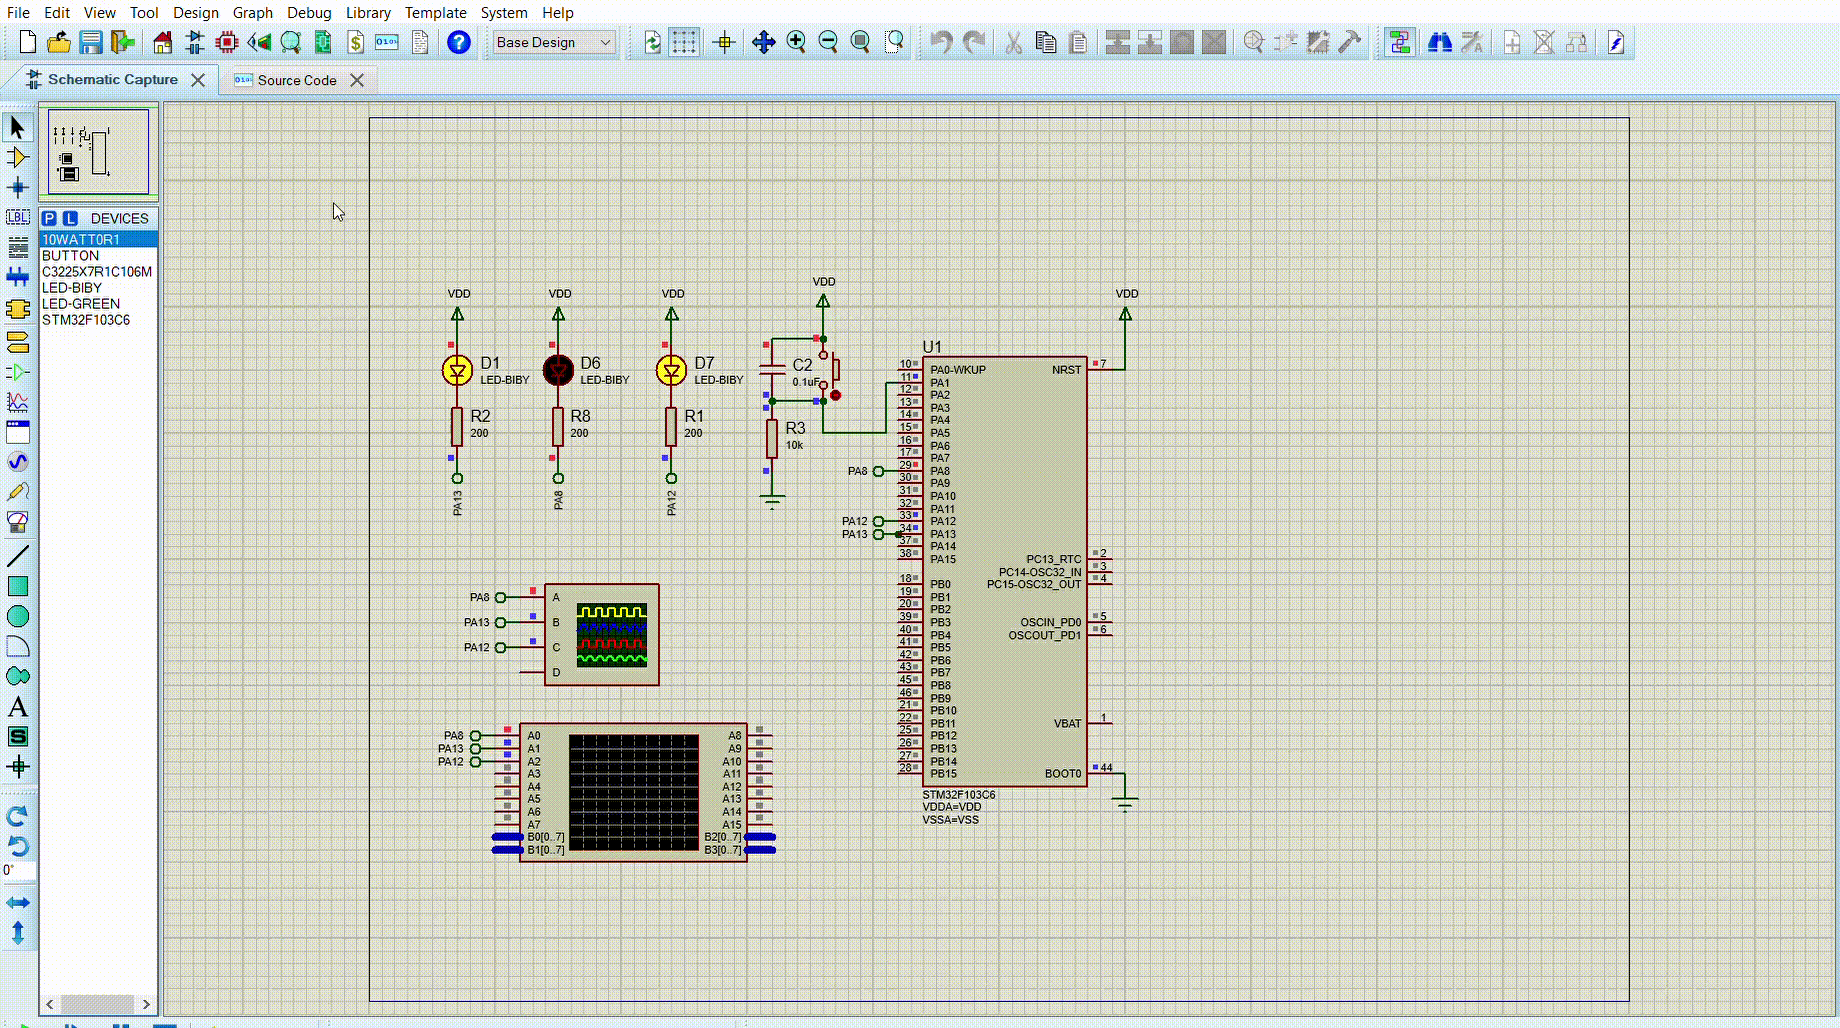 File Edit View Tool Design Graph Debug Library Template System Help
Base Design
Schematic Capture
Source Code
P L DEVICES
10WATT0R1
BUTTON
C3225X7R1C106M
LED-BIBY
LED-GREEN
STM32F103C6
LBL
A
S
0°
VDD
D1
LED-BIBY
R2
200
PA13
VDD
D6
LED-BIBY
R8
200
PA8
VDD
D7
LED-BIBY
R1
200
PA12
VDD
C2
0.1uF
R3
10k
PA8
PA12
PA13
VDD
U1
10 PA0-WKUP
11 PA1
12 PA2
13 PA3
14 PA4
15 PA5
16 PA6
17 PA7
29 PA8
30 PA9
31 PA10
32 PA11
33 PA12
34 PA13
37 PA14
38 PA15
18 PB0
19 PB1
20 PB2
39 PB3
40 PB4
41 PB5
42 PB6
43 PB7
45 PB8
46 PB9
21 PB10
22 PB11
25 PB12
26 PB13
27 PB14
28 PB15
NRST 7
PC13_RTC 2
PC14-OSC32_IN 3
PC15-OSC32_OUT 4
OSCIN_PD0 5
OSCOUT_PD1 6
VBAT 1
BOOT0 44
STM32F103C6
VDDA=VDD
VSSA=VSS
PA8 A
PA13 B
PA12 C
D
PA8 A0
PA13 A1
PA12 A2
A3
A4
A5
A6
A7
B0[0..7]
B1[0..7]
A8
A9
A10
A11
A12
A13
A14
A15
B2[0..7]
B3[0..7]